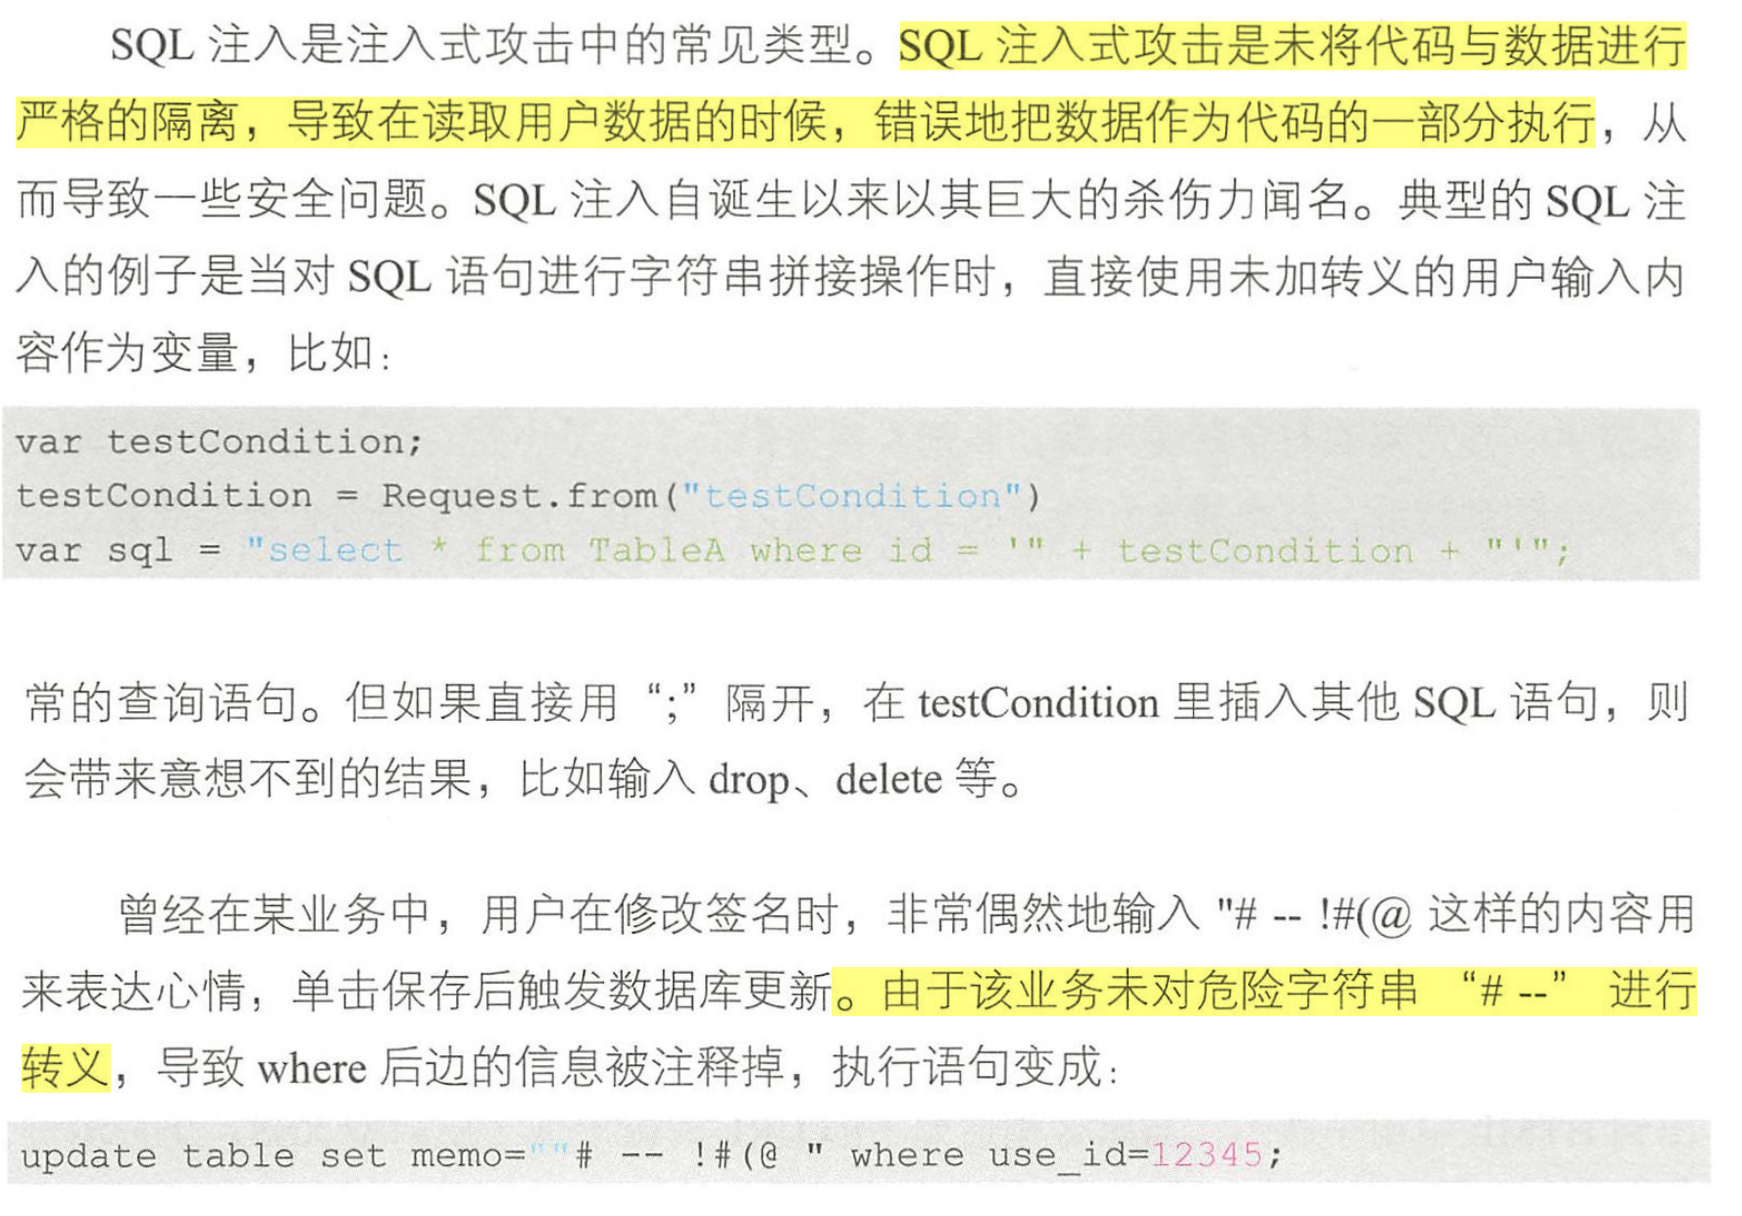 SQL 注入是注入式攻击中的常见类型。SQL 注入式攻击是未将代码与数据进行
严格的隔离，导致在读取用户数据的时候，错误地把数据作为代码的一部分执行，从
而导致一些安全问题。SQL 注入自诞生以来以其巨大的杀伤力闻名。典型的 SQL 注
入的例子是当对 SQL 语句进行字符串拼接操作时，直接使用未加转义的用户输入内
容作为变量，比如：
var testCondition;
testCondition = Request.from("testCondition")
var sql = "select * from TableA where id = '" + testCondition + "'";
常的查询语句。但如果直接用“;”隔开，在 testCondition 里插入其他 SQL 语句，则
会带来意想不到的结果，比如输入 drop、delete 等。
曾经在某业务中，用户在修改签名时，非常偶然地输入 "# -- !#(@ 这样的内容用
来表达心情，单击保存后触发数据库更新。由于该业务未对危险字符串“# --”进行
转义，导致 where 后边的信息被注释掉，执行语句变成：
update table set memo=""# -- !#(@ " where use_id=12345;